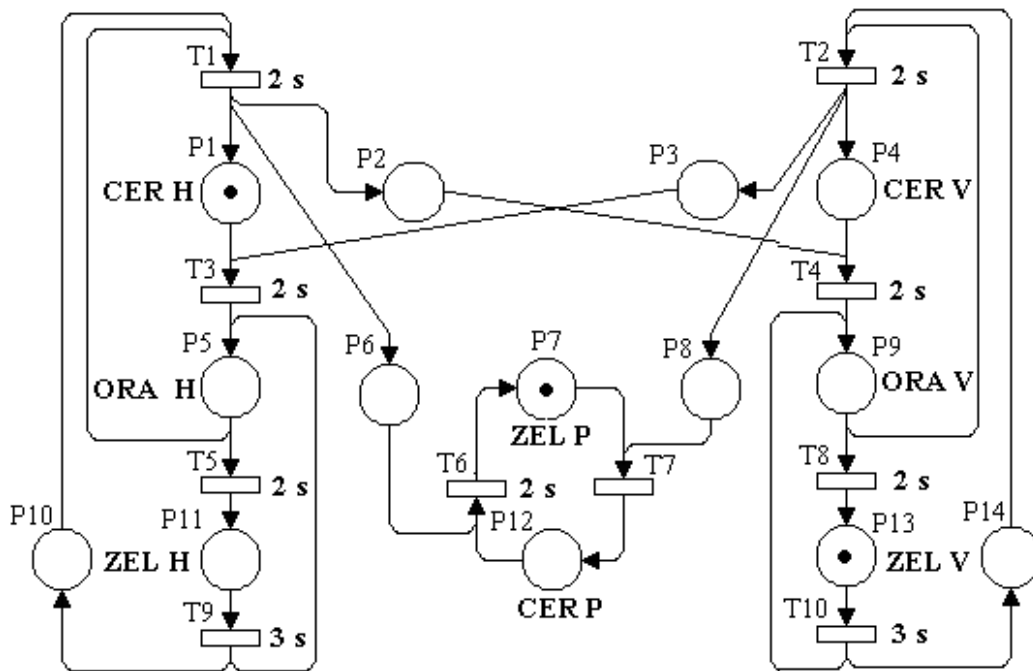 T1
2 s
T2
2 s
P1
P2
P3
P4
CER H
CER V
T3
2 s
T4
2 s
P5
P6
P7
P8
P9
ORA H
ORA V
ZEL P
T5
2 s
T6
2 s
T7
T8
2 s
P10
P11
P12
P13
P14
ZEL H
ZEL V
CER P
T9
3 s
T10
3 s